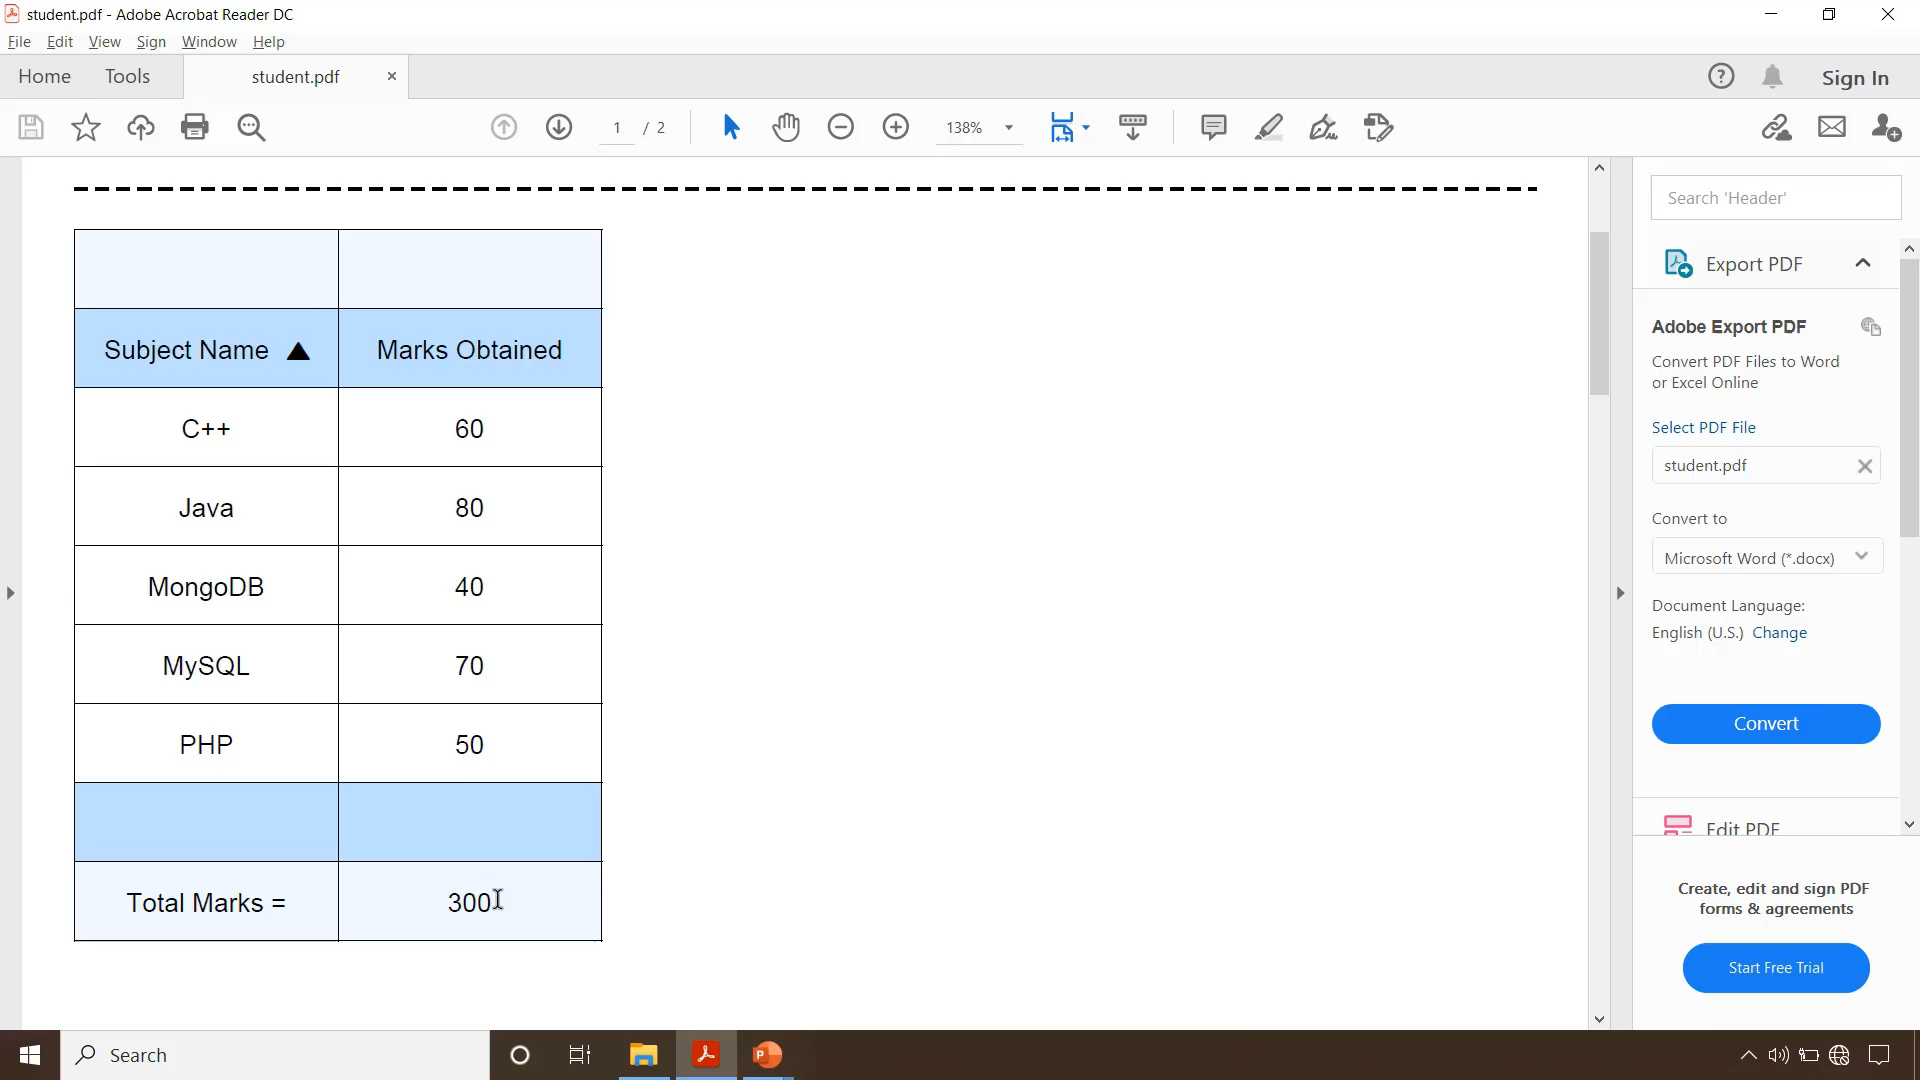 student.pdf - Adobe Acrobat Reader DC
File Edit View Sign Window Help
Home Tools student.pdf × Sign In
1 / 2 138%
Subject Name ▲ Marks Obtained
C++ 60
Java 80
MongoDB 40
MySQL 70
PHP 50
Total Marks = 300
Search 'Header'
Export PDF
Adobe Export PDF
Convert PDF Files to Word
or Excel Online
Select PDF File
student.pdf
Convert to
Microsoft Word (*.docx)
Document Language:
English (U.S.) Change
Convert
Edit PDF
Create, edit and sign PDF
forms & agreements
Start Free Trial
Search